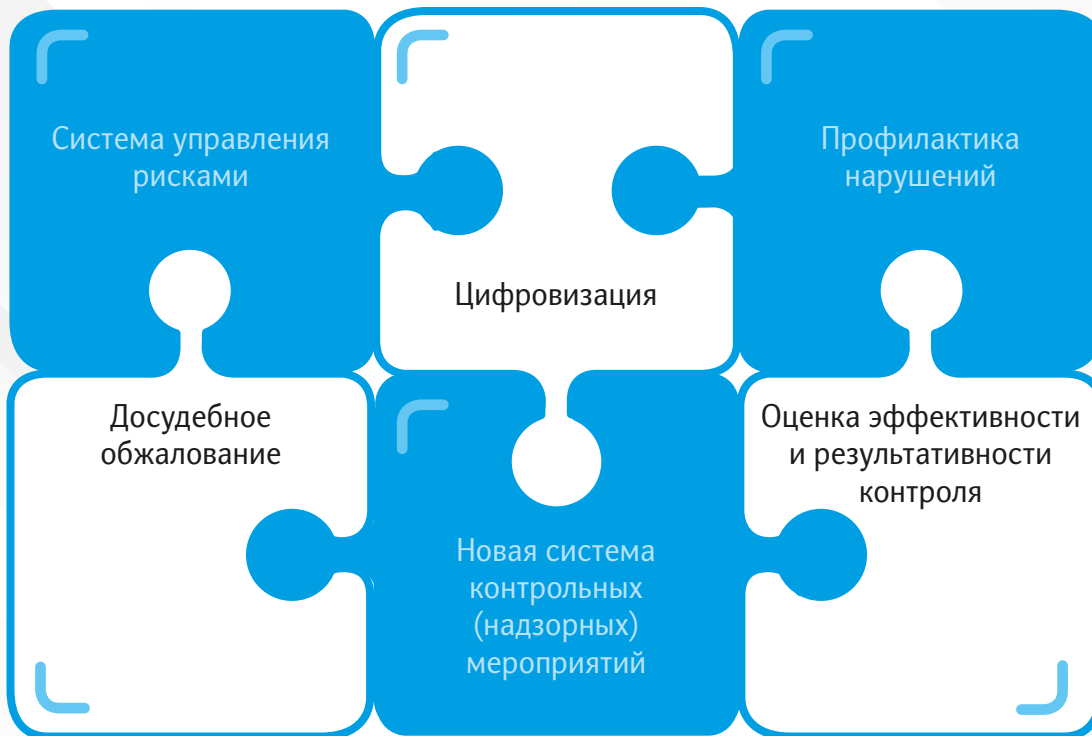 Система управления
рисками
Цифровизация
Профилактика
нарушений
Досудебное
обжалование
Новая система
контрольных
(надзорных)
мероприятий
Оценка эффективности
и результативности
контроля